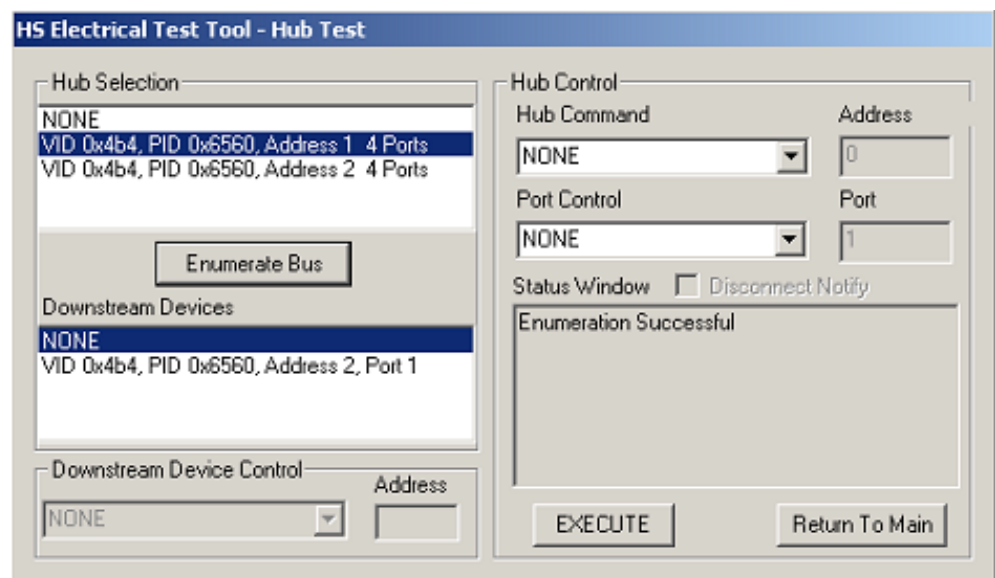 HS Electrical Test Tool - Hub Test
Hub Selection
NONE
VID 0x4b4, PID 0x6560, Address 1 4 Ports
VID 0x4b4, PID 0x6560, Address 2 4 Ports
Enumerate Bus
Downstream Devices
NONE
VID 0x4b4, PID 0x6560, Address 2, Port 1
Downstream Device Control
Address
NONE
Hub Control
Hub Command
Address
NONE
0
Port Control
Port
NONE
1
Status Window
Disconnect Notify
Enumeration Successful
EXECUTE
Return To Main